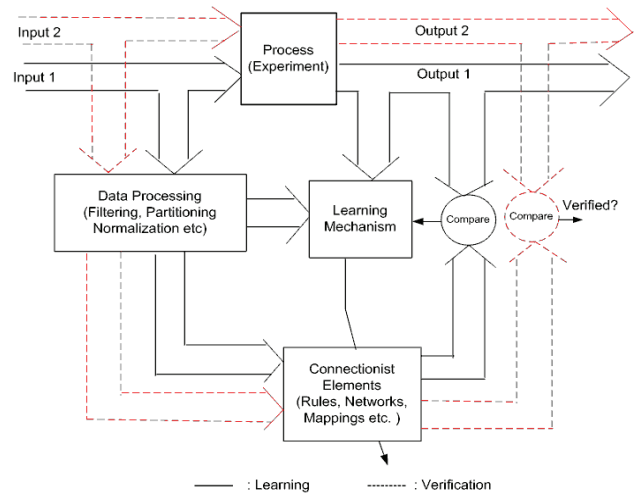 Input 2
Process
(Experiment)
Output 2
Input 1
Output 1
Data Processing
(Filtering, Partitioning
Normalization etc)
Learning
Mechanism
Compare
Compare
Verified?
Connectionist
Elements
(Rules, Networks,
Mappings etc. )
: Learning
: Verification